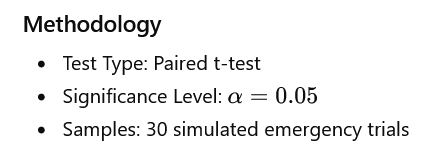 Methodology
• Test Type: Paired t-test
• Significance Level: α = 0.05
• Samples: 30 simulated emergency trials